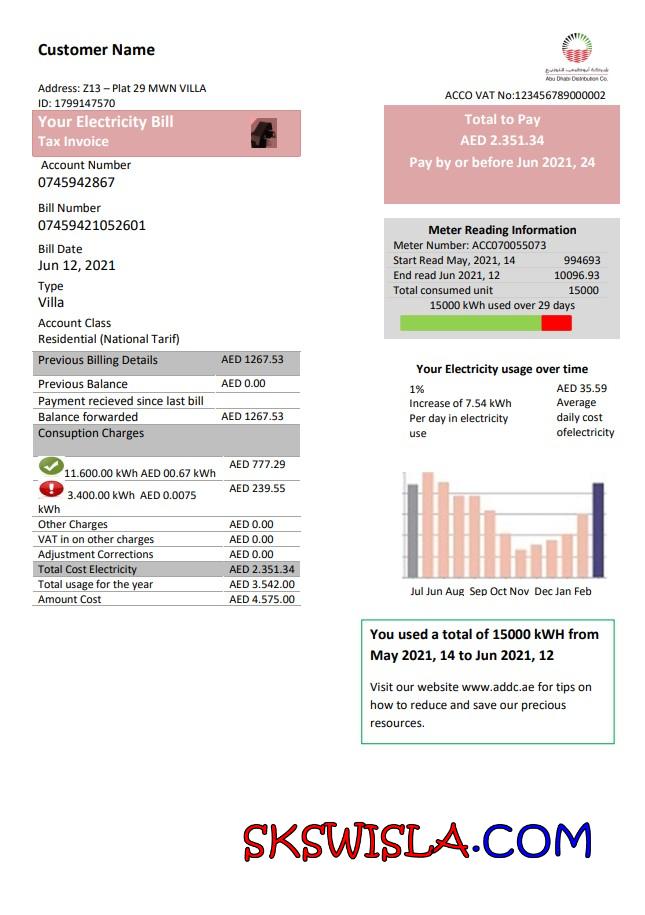 Customer Name
Address: Z13 – Plat 29 MWN VILLA
ID: 1799147570
Your Electricity Bill
Tax Invoice
Account Number
0745942867
Bill Number
07459421052601
Bill Date
Jun 12, 2021
Type
Villa
Account Class
Residential (National Tarif)
Previous Billing Details AED 1267.53
Previous Balance AED 0.00
Payment recieved since last bill
Balance forwarded AED 1267.53
Consuption Charges
11.600.00 kWh AED 00.67 kWh AED 777.29
3.400.00 kWh AED 0.0075 AED 239.55
kWh
Other Charges AED 0.00
VAT in on other charges AED 0.00
Adjustment Corrections AED 0.00
Total Cost Electricity AED 2.351.34
Total usage for the year AED 3.542.00
Amount Cost AED 4.575.00
Abu Dhabi Distribution Co.
ACCO VAT No:123456789000002
Total to Pay
AED 2.351.34
Pay by or before Jun 2021, 24
Meter Reading Information
Meter Number: ACC070055073
Start Read May, 2021, 14 994693
End read Jun 2021, 12 10096.93
Total consumed unit 15000
15000 kWh used over 29 days
Your Electricity usage over time
1%
Increase of 7.54 kWh
Per day in electricity
use
AED 35.59
Average
daily cost
ofelectricity
Jul Jun Aug Sep Oct Nov Dec Jan Feb
You used a total of 15000 kWH from
May 2021, 14 to Jun 2021, 12
Visit our website www.addc.ae for tips on
how to reduce and save our precious
resources.
SKSWISLA.COM